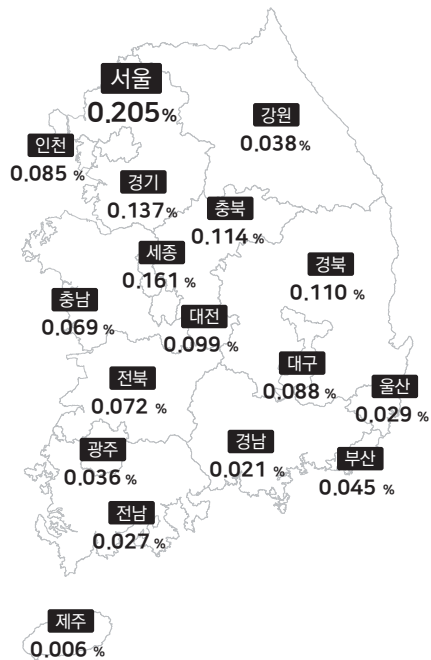 서울
0.205%
강원
0.038%
인천
0.085 %
경기
0.137%
충북
0.114 %
세종
0.161 %
경북
0.110 %
충남
0.069 %
대전
0.099 %
대구
0.088 %
전북
0.072 %
울산
0.029 %
광주
0.036 %
경남
0.021 %
부산
0.045 %
전남
0.027 %
제주
0.006 %